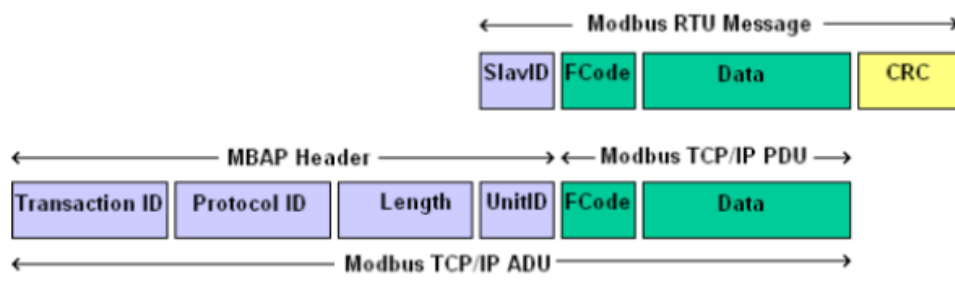 Modbus RTU Message
SlavID FCode Data CRC
MBAP Header Modbus TCP/IP PDU
Transaction ID Protocol ID Length UnitID FCode Data
Modbus TCP/IP ADU